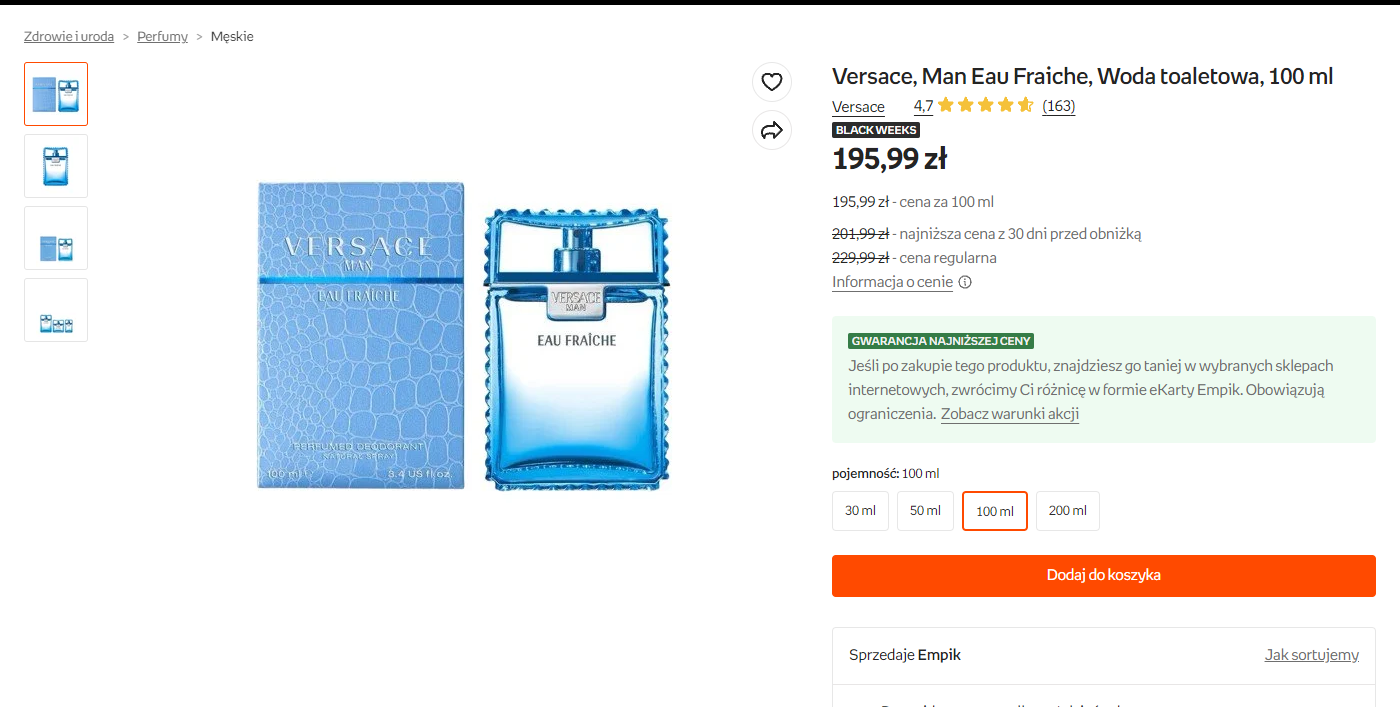 Zdrowie i uroda > Perfumy > Męskie
VERSACE
MAN
EAU FRAÎCHE
PERFUMED DEODORANT
NATURAL SPRAY
100 ml
3.4 US fl.oz.
VERSACE
MAN
EAU FRAÎCHE
Versace, Man Eau Fraiche, Woda toaletowa, 100 ml
Versace 4,7 (163)
BLACK WEEKS
195,99 zł
195,99 zł - cena za 100 ml
201,99 zł - najniższa cena z 30 dni przed obniżką
229,99 zł - cena regularna
Informacja o cenie
GWARANCJA NAJNIŻSZEJ CENY
Jeśli po zakupie tego produktu, znajdziesz go taniej w wybranych sklepach
internetowych, zwrócimy Ci różnicę w formie eKarty Empik. Obowiązują
ograniczenia. Zobacz warunki akcji
pojemność: 100 ml
30 ml 50 ml 100 ml 200 ml
Dodaj do koszyka
Sprzedaje Empik Jak sortujemy